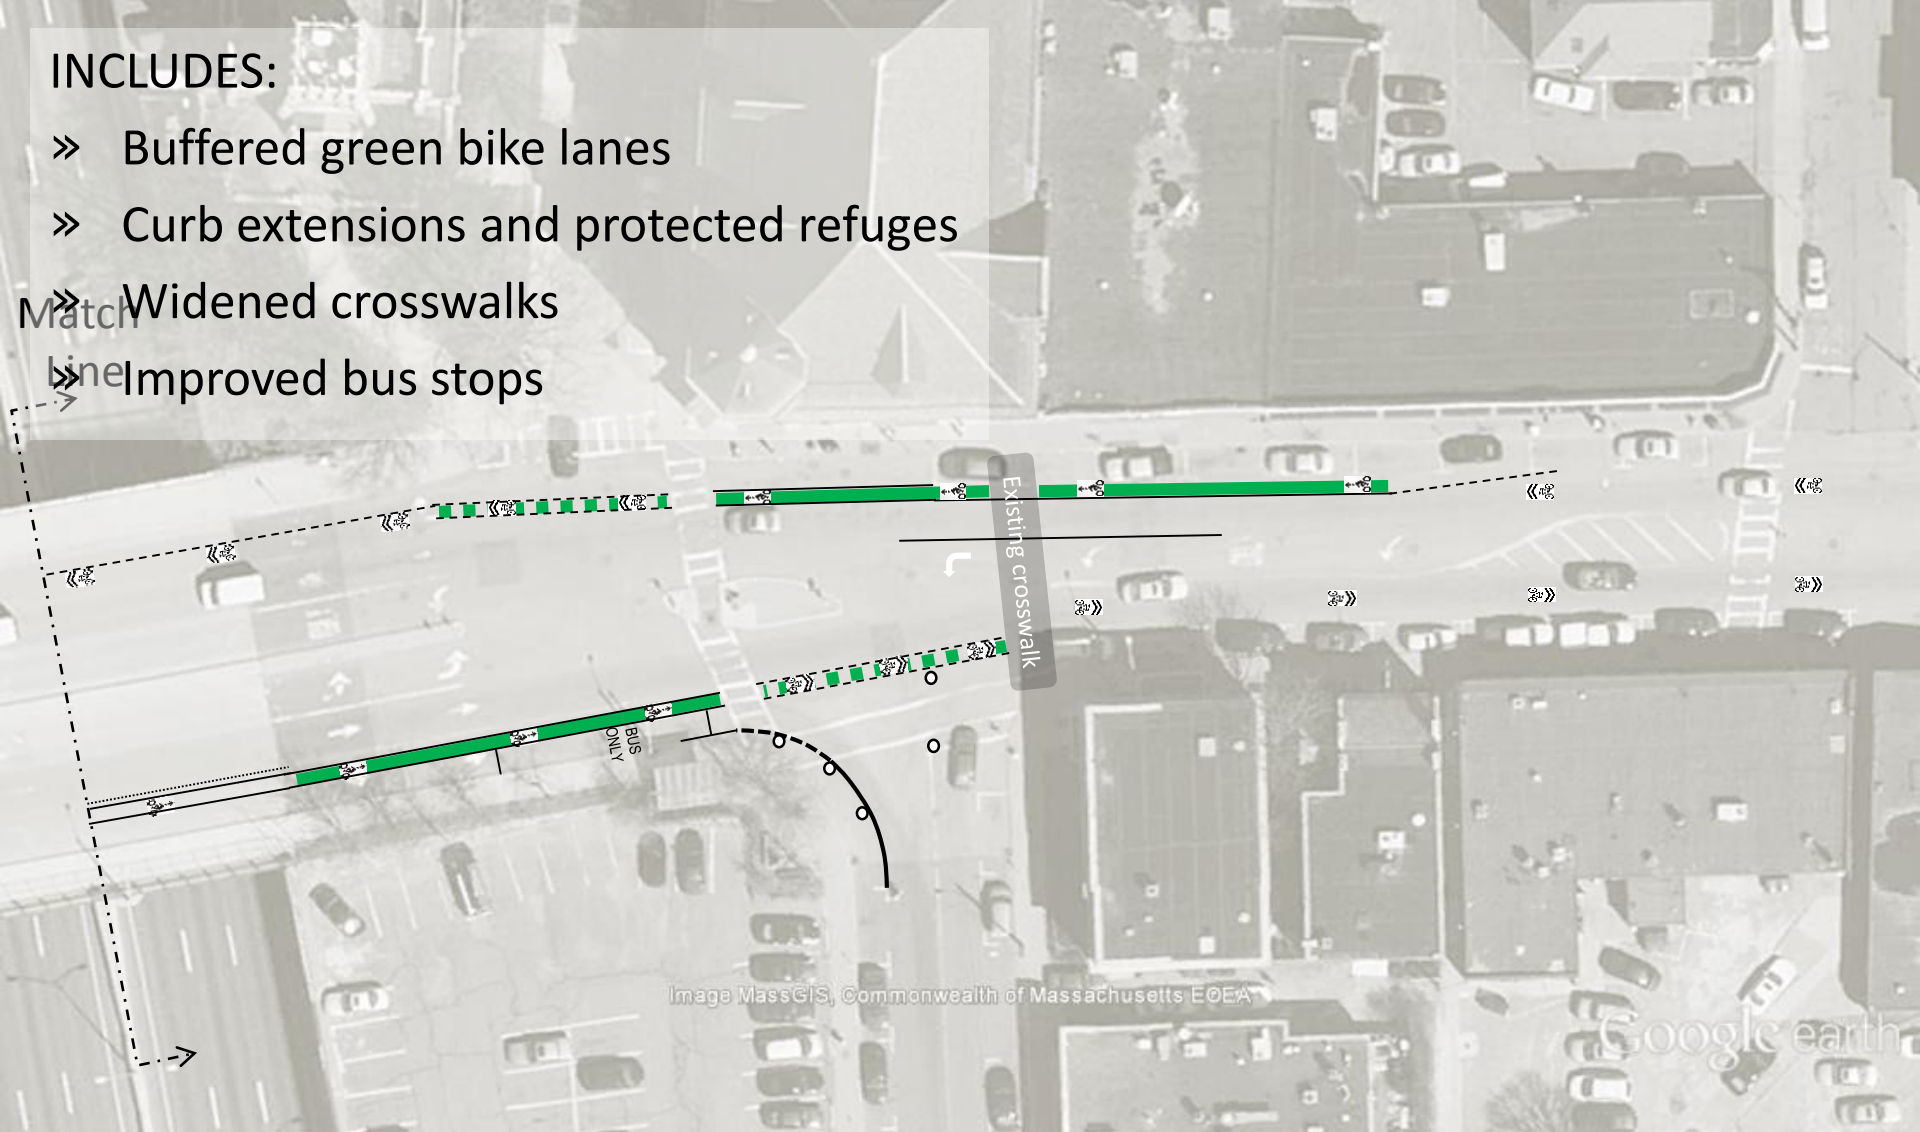 INCLUDES:
» Buffered green bike lanes
» Curb extensions and protected refuges
» Widened crosswalks
» Improved bus stops
Match
Line
Existing crosswalk
BUS
ONLY
Image MassGIS, Commonwealth of Massachusetts EOEA
Google earth